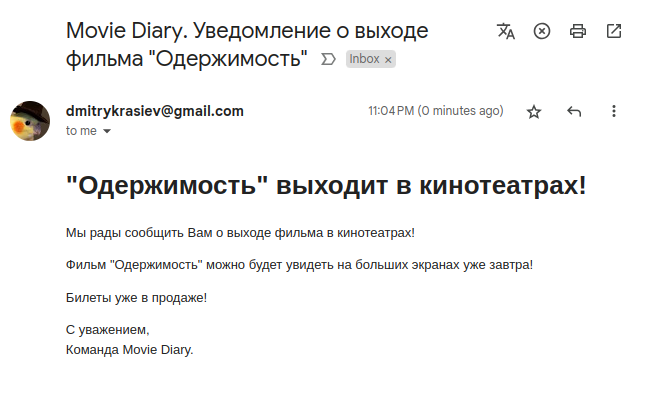 Movie Diary. Уведомление о выходе
фильма "Одержимость" Inbox ×
dmitrykrasiev@gmail.com 11:04 PM (0 minutes ago)
to me
"Одержимость" выходит в кинотеатрах!
Мы рады сообщить Вам о выходе фильма в кинотеатрах!
Фильм "Одержимость" можно будет увидеть на больших экранах уже завтра!
Билеты уже в продаже!
С уважением,
Команда Movie Diary.